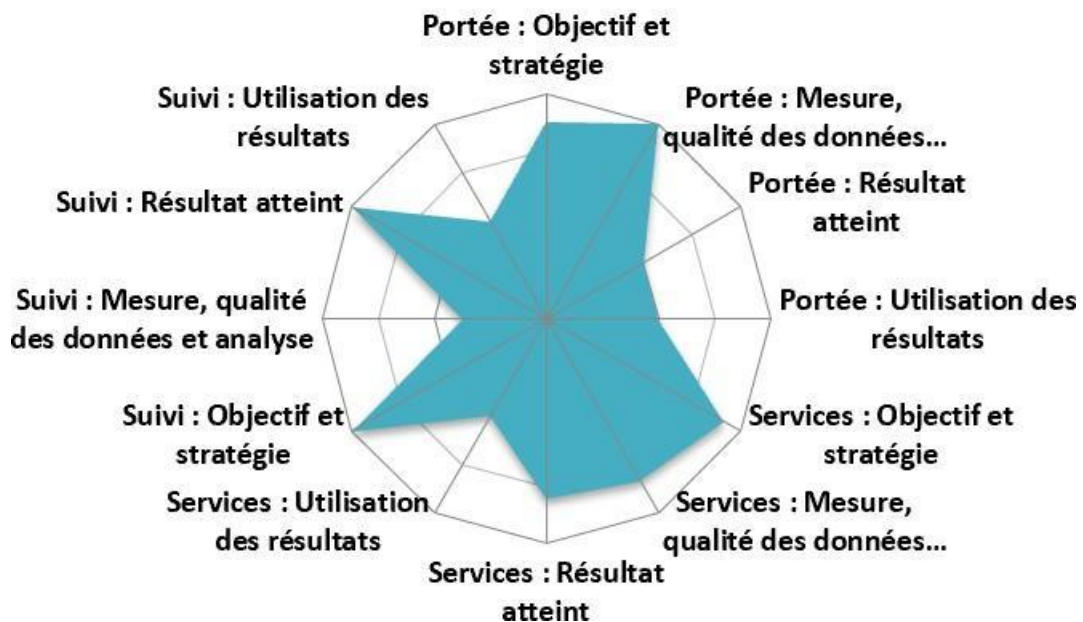 Portée : Objectif et
stratégie
Portée : Mesure,
qualité des données...
Portée : Résultat
atteint
Portée : Utilisation des
résultats
Services : Objectif et
stratégie
Services : Mesure,
qualité des données...
Services : Résultat
atteint
Services : Utilisation
des résultats
Suivi : Objectif et
stratégie
Suivi : Mesure, qualité
des données et analyse
Suivi : Résultat atteint
Suivi : Utilisation des
résultats